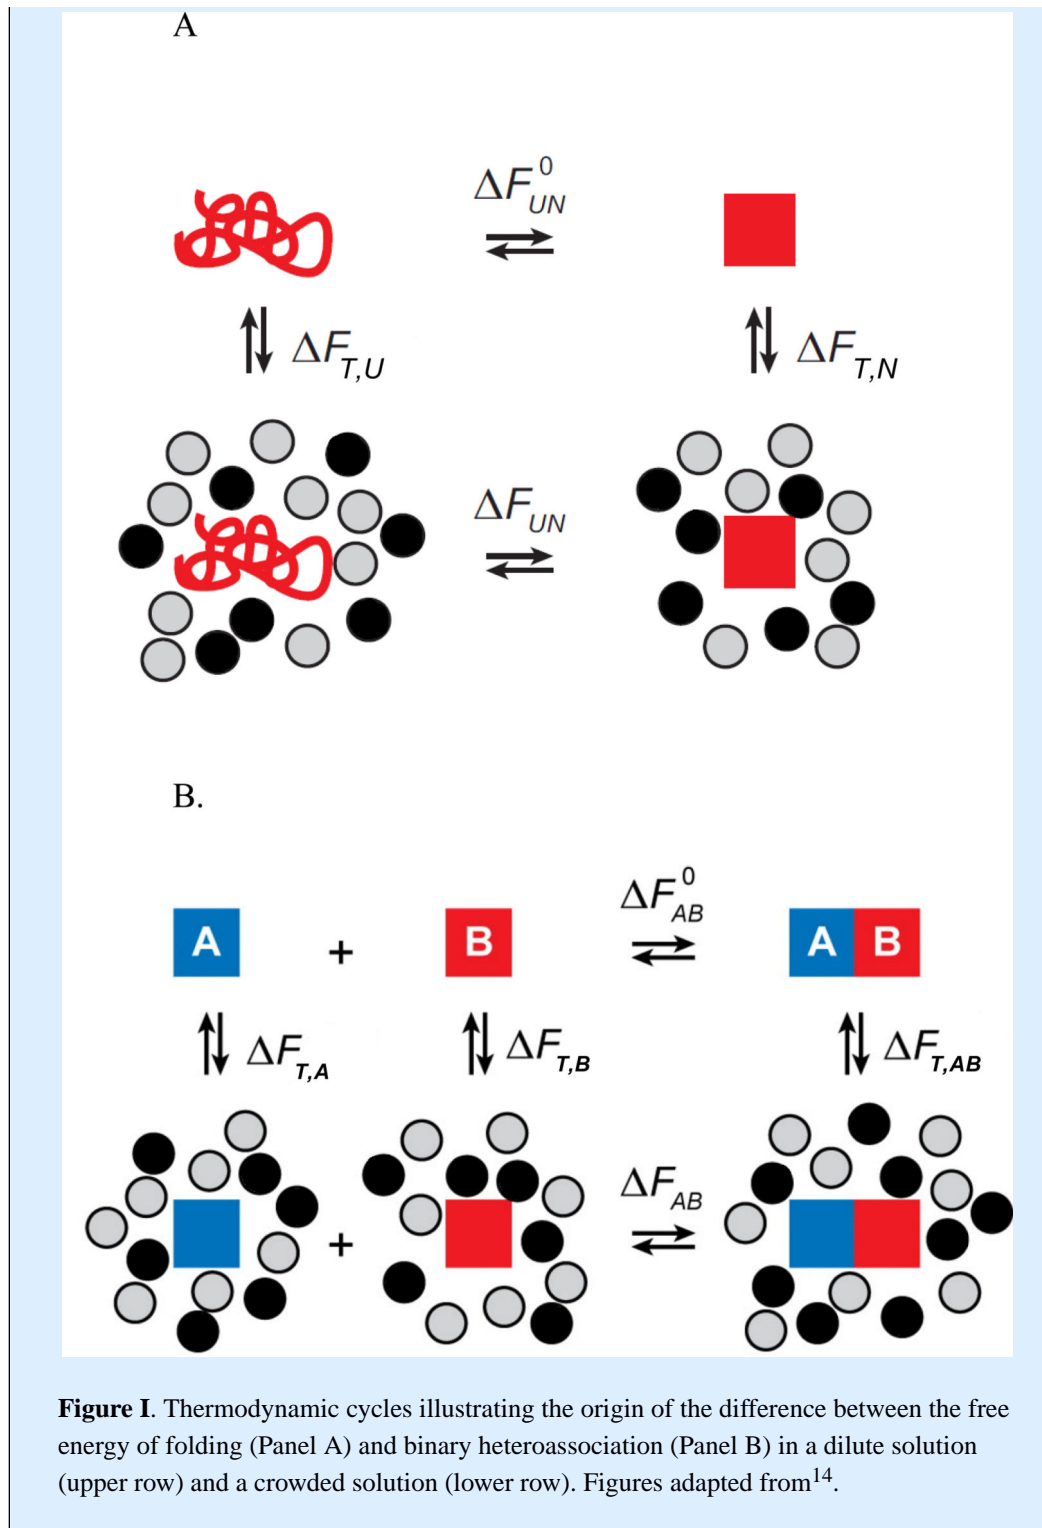 A
ΔF⁰UN
ΔFT,U
ΔFT,N
ΔFUN
B.
ΔF⁰AB
A + B A B
ΔFT,A ΔFT,B ΔFT,AB
ΔFAB
+
Figure I. Thermodynamic cycles illustrating the origin of the difference between the free
energy of folding (Panel A) and binary heteroassociation (Panel B) in a dilute solution
(upper row) and a crowded solution (lower row). Figures adapted from14.